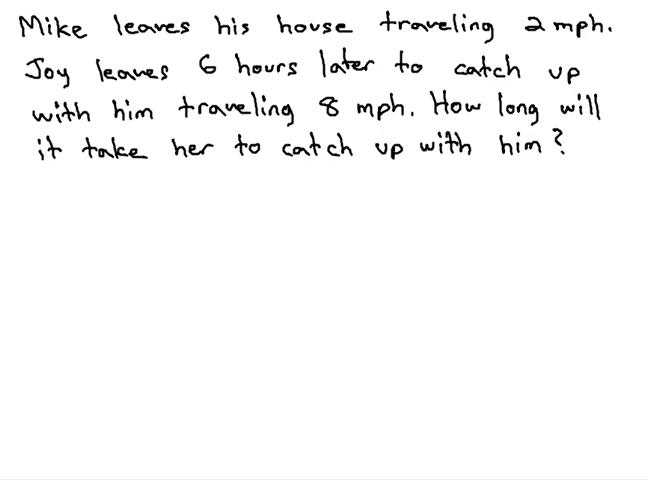 Mike leaves his house traveling 2 mph.
Joy leaves 6 hours later to catch up
with him traveling 8 mph. How long will
it take her to catch up with him?